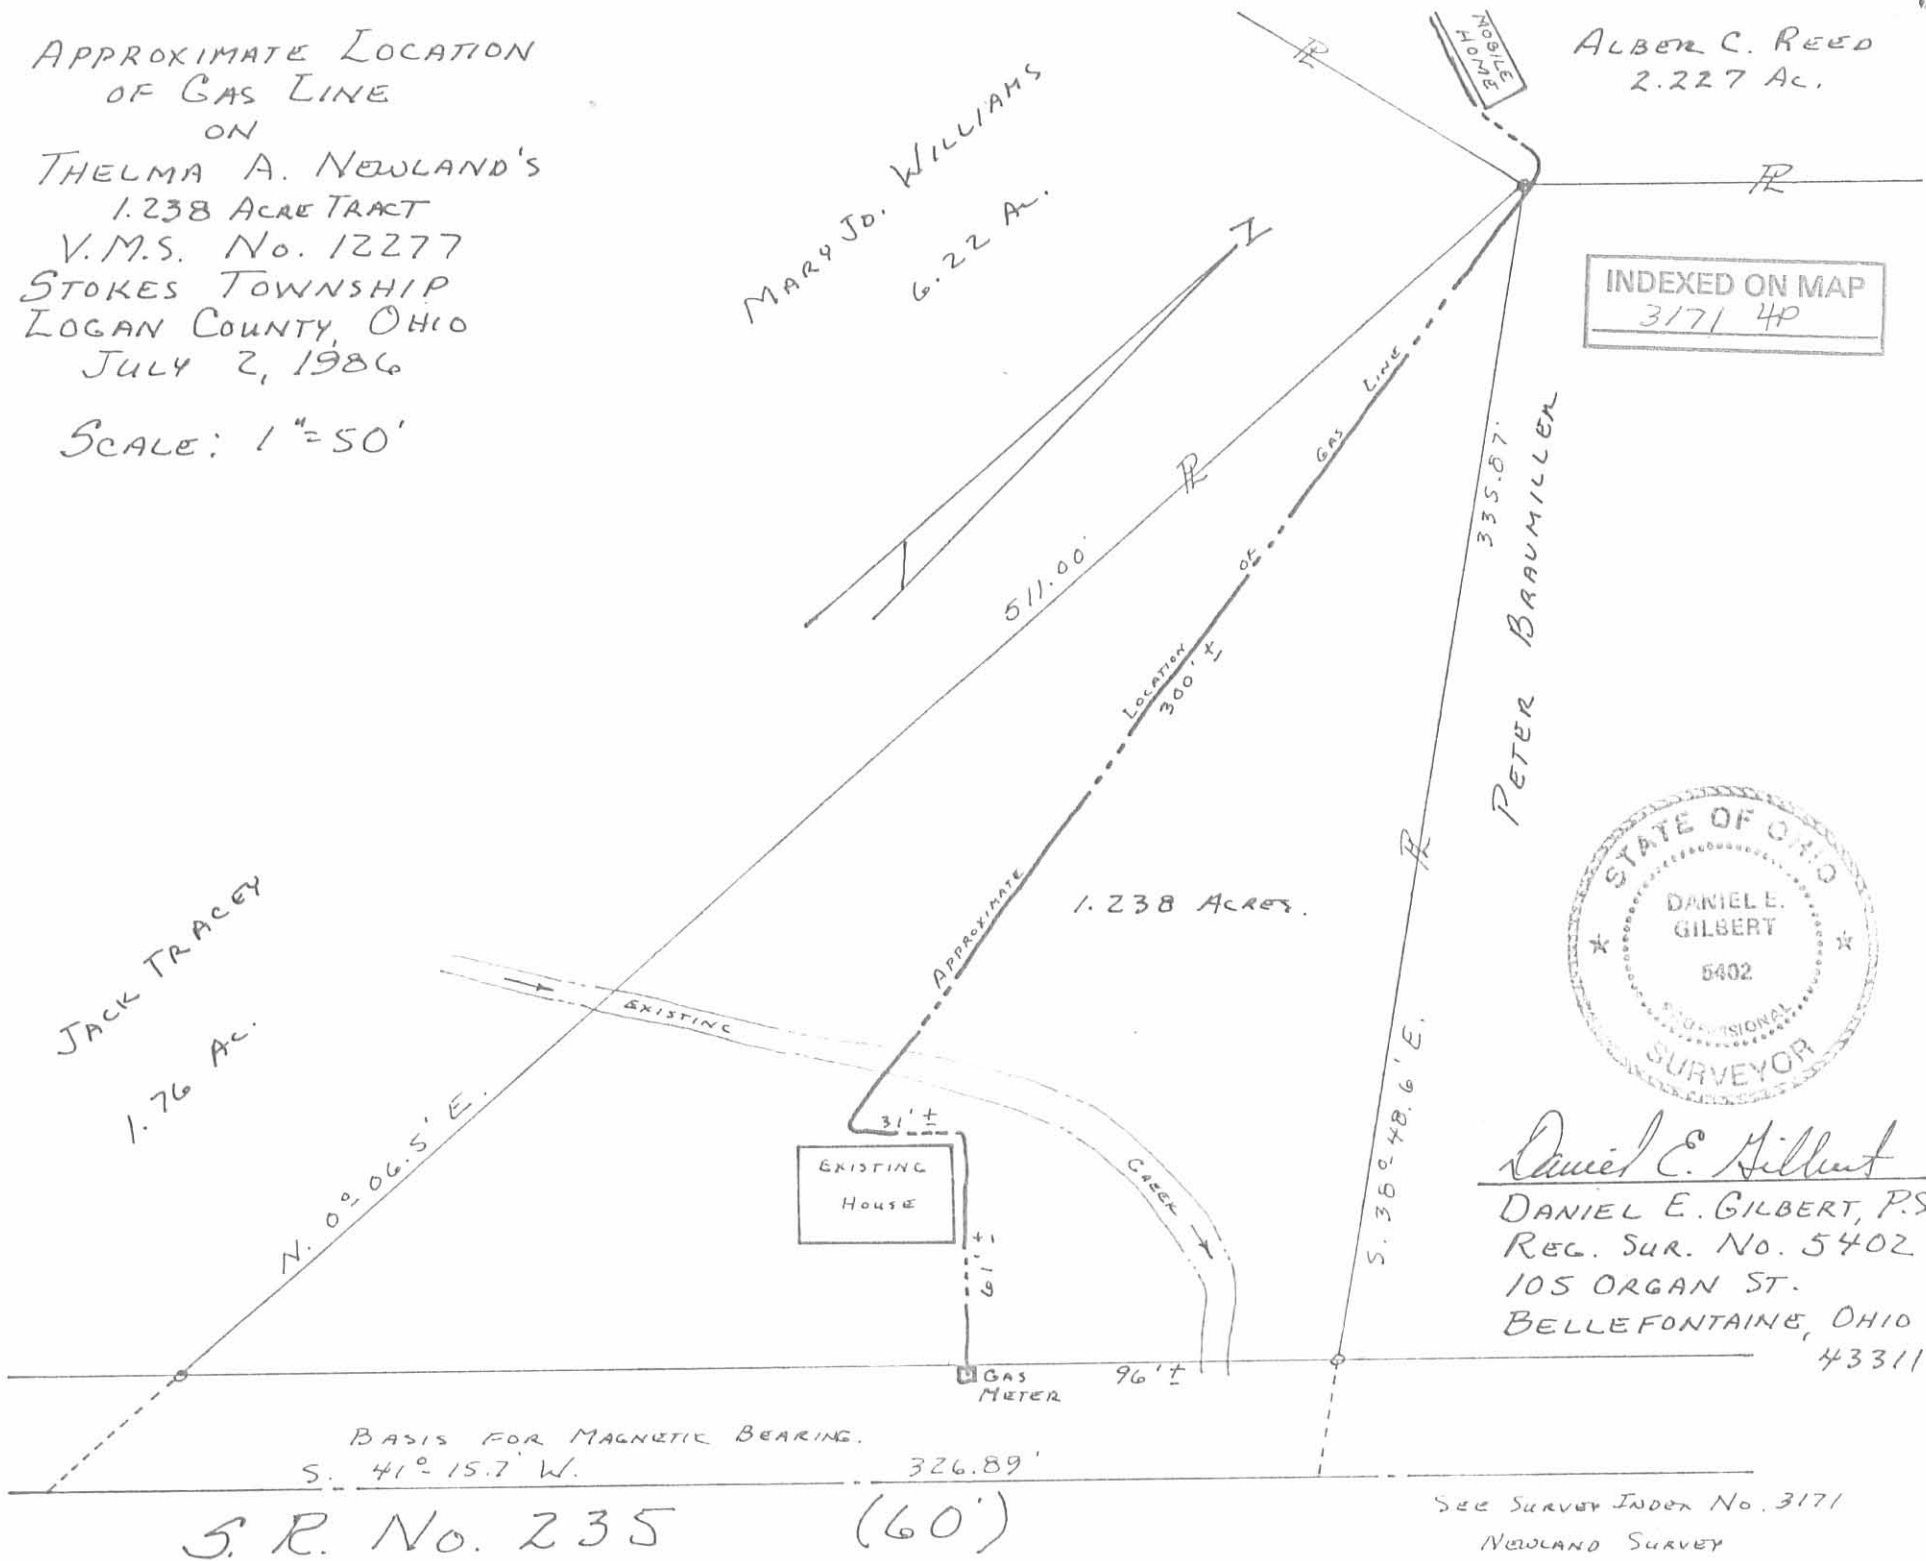 APPROXIMATE LOCATION
OF GAS LINE
ON
THELMA A. NEWLAND'S
1.238 ACRE TRACT
V.M.S. No. 12277
STOKES TOWNSHIP
LOGAN COUNTY, OHIO
JULY 2, 1986
SCALE: 1"=50'
MARY JO. WILLIAMS
6.22 Ac.
N
PL
MOBILE
HOME
ALBER C. REED
2.227 Ac.
PL
INDEXED ON MAP
3171 4P
PL
511.00'
APPROXIMATE LOCATION OF GAS LINE
300' ±
335.87'
PETER BRAUMILLER
PL
S. 38°-48.6' E.
1.238 ACRES.
JACK TRACEY
1.76 Ac.
N. 0°-06.5' E.
EXISTING
CREEK
31' ±
EXISTING
HOUSE
61' ±
GAS
METER
96' ±
STATE OF OHIO
DANIEL E.
GILBERT
5402
SURVEYOR
Daniel E. Gilbert
DANIEL E. GILBERT, P.S
REG. SUR. No. 5402
105 ORGAN ST.
BELLEFONTAINE, OHIO
43311
BASIS FOR MAGNETIC BEARING.
S. 41°-15.7' W. 326.89'
S. R. No. 235 (60')
SEE SURVEY INDEX No. 3171
NEWLAND SURVEY